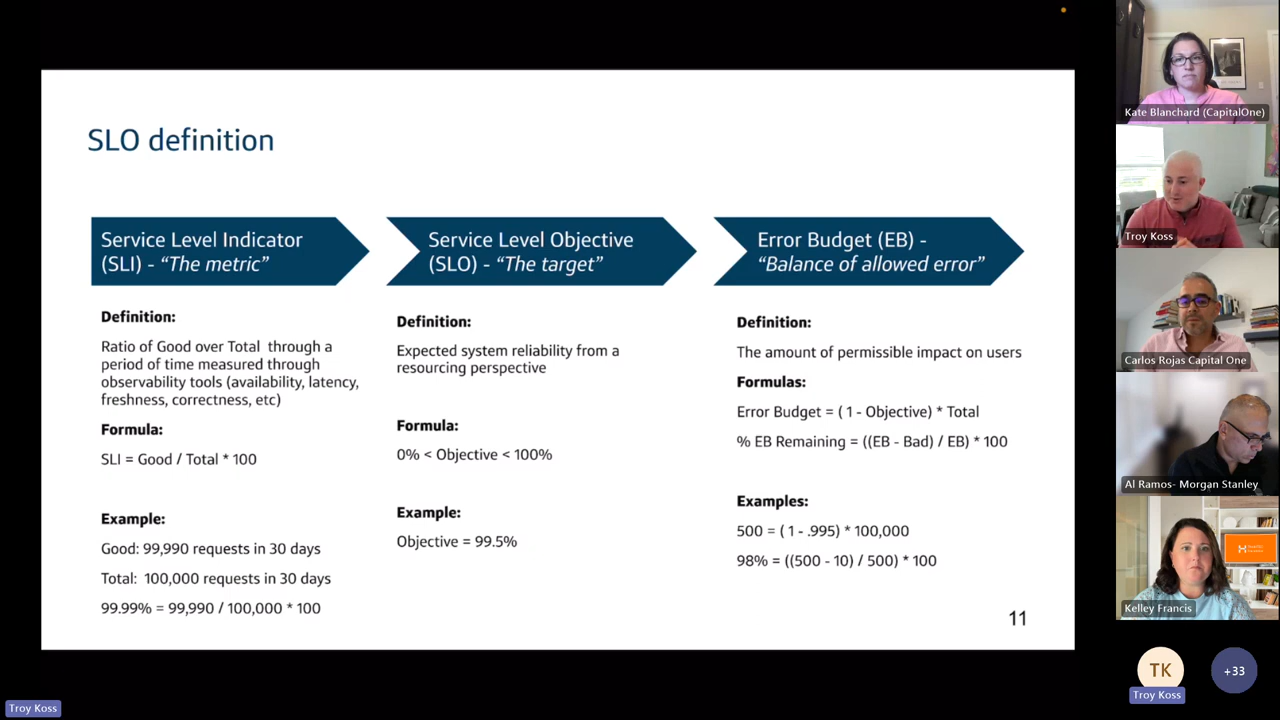 SLO definition
Service Level Indicator
(SLI) - “The metric”
Definition:
Ratio of Good over Total through a
period of time measured through
observability tools (availability, latency,
freshness, correctness, etc)
Formula:
SLI = Good / Total * 100
Example:
Good: 99,990 requests in 30 days
Total: 100,000 requests in 30 days
99.99% = 99,990 / 100,000 * 100
Service Level Objective
(SLO) - “The target”
Definition:
Expected system reliability from a
resourcing perspective
Formula:
0% < Objective < 100%
Example:
Objective = 99.5%
Error Budget (EB) -
“Balance of allowed error”
Definition:
The amount of permissible impact on users
Formulas:
Error Budget = ( 1 - Objective) * Total
% EB Remaining = ((EB - Bad) / EB) * 100
Examples:
500 = ( 1 - .995) * 100,000
98% = ((500 - 10) / 500) * 100
11
Kate Blanchard (CapitalOne)
Troy Koss
Carlos Rojas Capital One
Al Ramos- Morgan Stanley
Kelley Francis
TK
+33
Troy Koss
Troy Koss